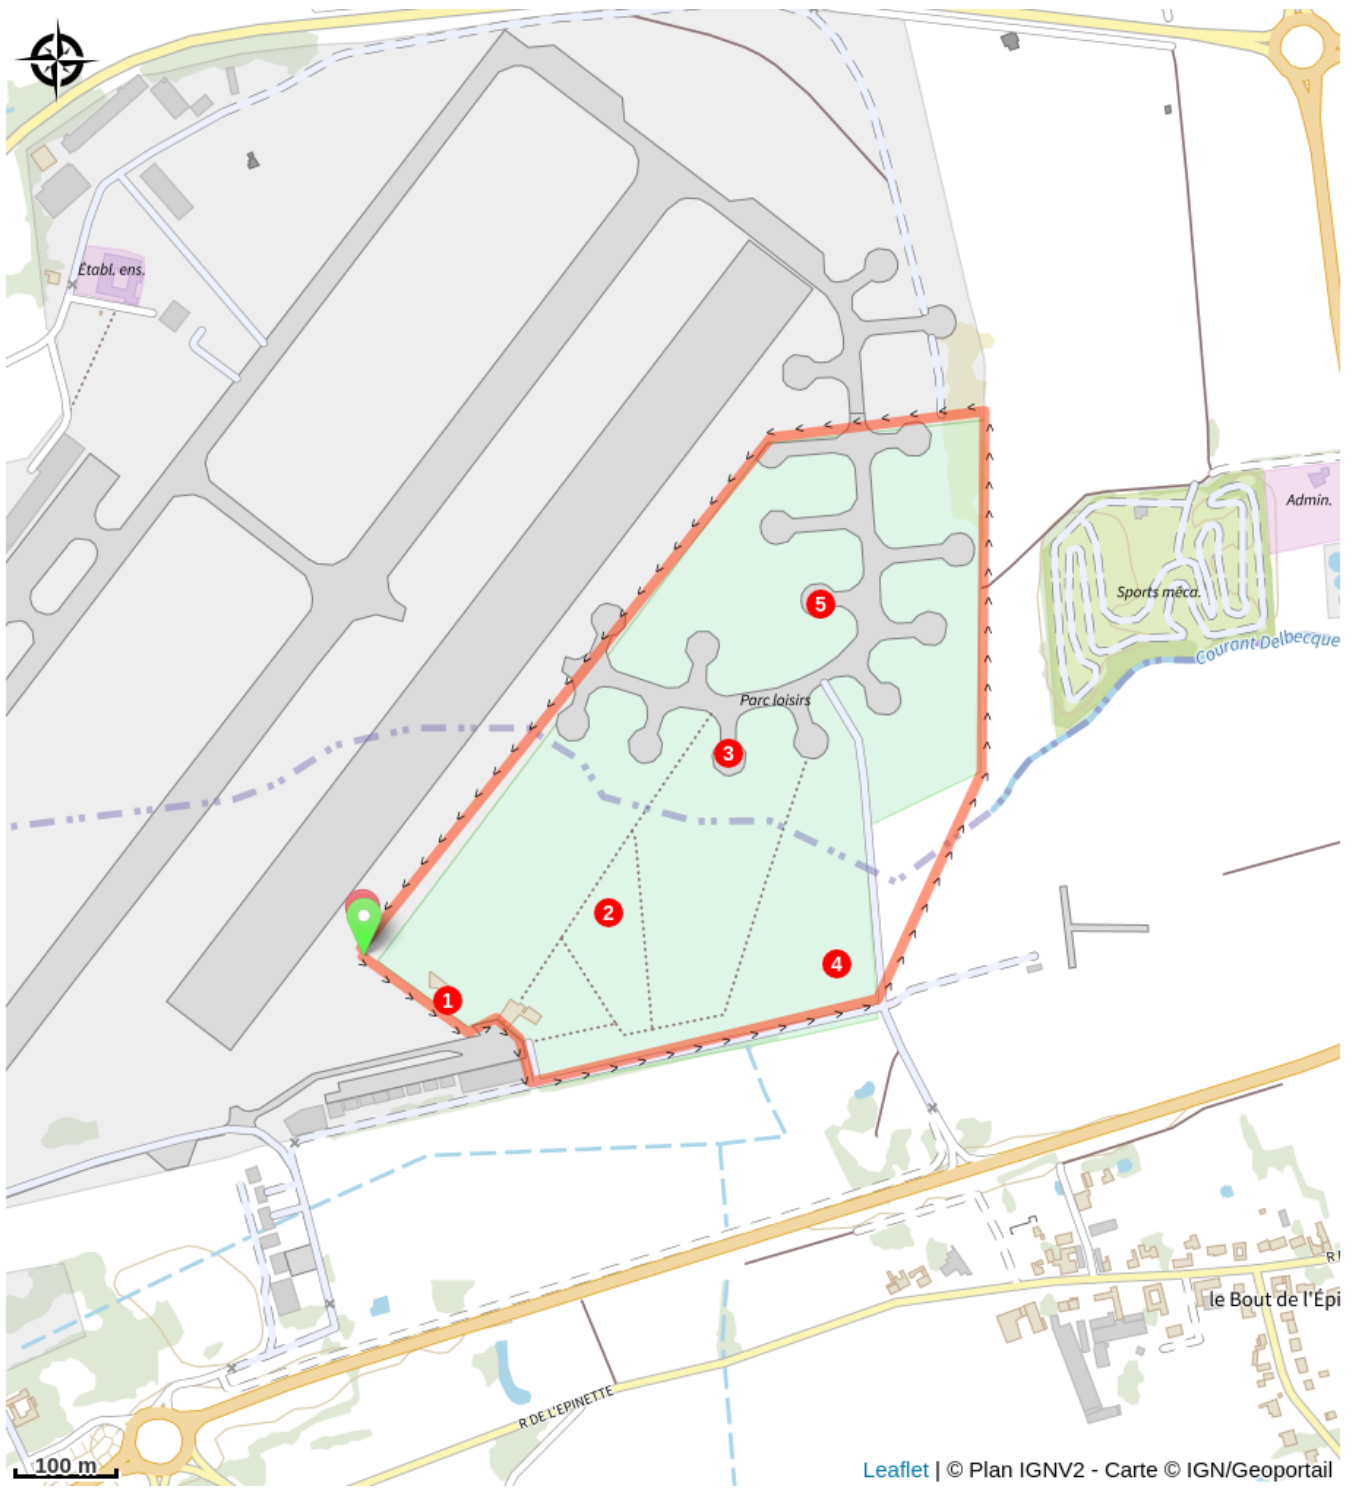 Établ. ens.
Admin.
Sports méca.
5
Courant Delbecque
Parc loisirs
3
2
4
1
le Bout de l'Épi
R DE L'EPINETTE
100 m
Leaflet | © Plan IGNV2 - Carte © IGN/Geoportail